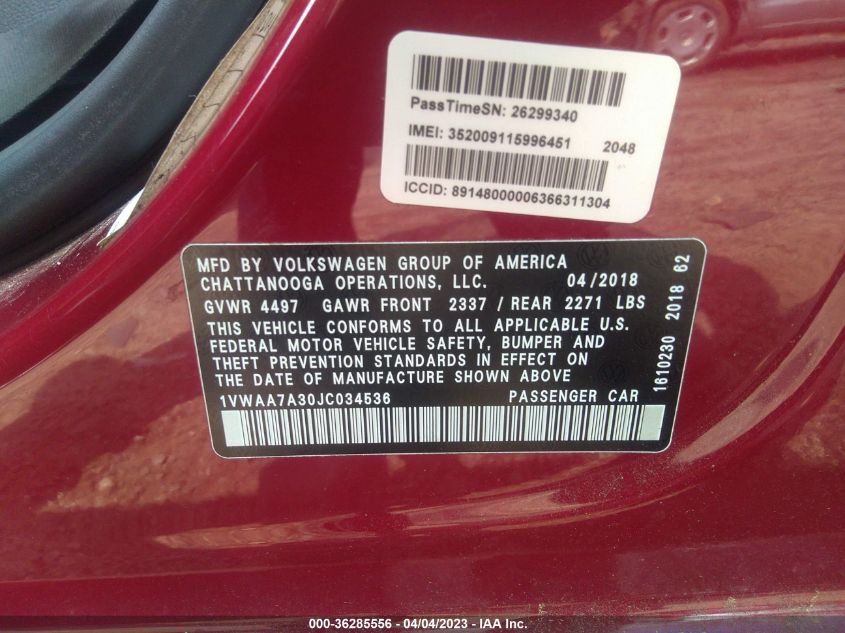 PassTimeSN: 26299340
IMEI: 352009115996451 2048
ICCID: 89148000006366311304
MFD BY VOLKSWAGEN GROUP OF AMERICA
CHATTANOOGA OPERATIONS, LLC. 04/2018
GVWR 4497 GAWR FRONT 2337 / REAR 2271 LBS
THIS VEHICLE CONFORMS TO ALL APPLICABLE U.S.
FEDERAL MOTOR VEHICLE SAFETY, BUMPER AND
THEFT PREVENTION STANDARDS IN EFFECT ON
THE DATE OF MANUFACTURE SHOWN ABOVE
1VWAA7A30JC034536 PASSENGER CAR
1610230 2018 62
000-36285556 - 04/04/2023 - IAA Inc.